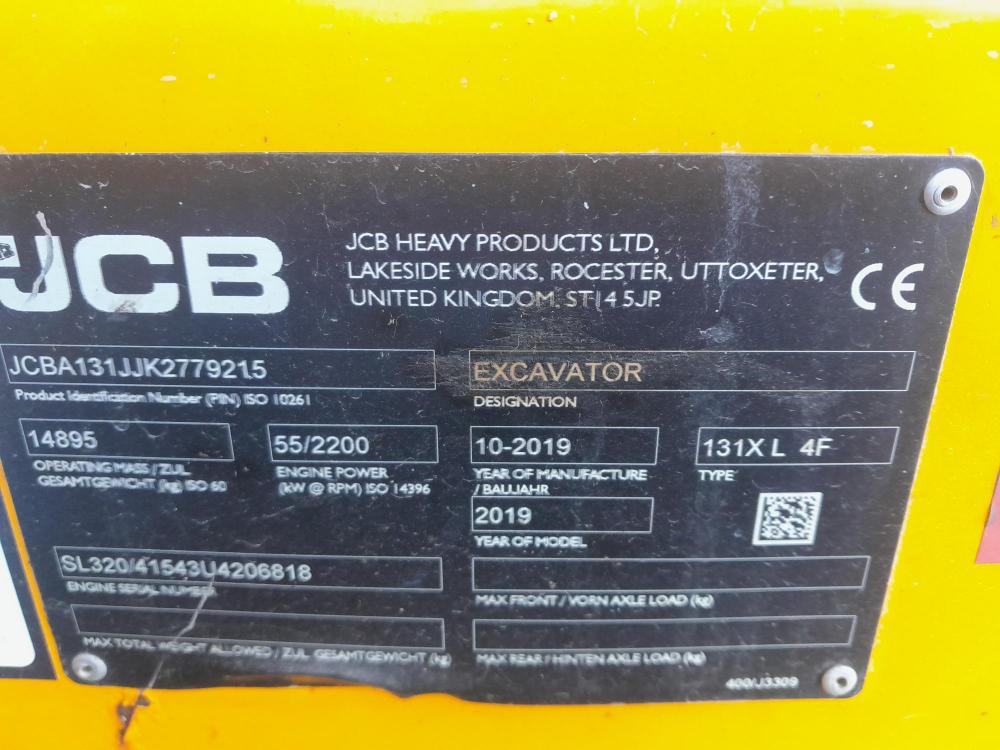 JCB
JCB HEAVY PRODUCTS LTD,
LAKESIDE WORKS, ROCESTER, UTTOXETER,
UNITED KINGDOM, ST14 5JP.
CE
JCBA131JJK2779215
Product Identification Number (PIN) ISO 10261
EXCAVATOR
DESIGNATION
14895
OPERATING MASS / ZUL.
GESAMTGEWICHT (kg) ISO 60
55/2200
ENGINE POWER
(kW @ RPM) ISO 14396
10-2019
YEAR OF MANUFACTURE
/ BAUJAHR
131X L 4F
TYPE
2019
YEAR OF MODEL
SL320/41543U4206818
ENGINE SERIAL NUMBER
MAX FRONT / VORN AXLE LOAD (kg)
MAX TOTAL WEIGHT ALLOWED / ZUL. GESAMTGEWICHT (kg)
MAX REAR / HINTEN AXLE LOAD (kg)
400/J3309